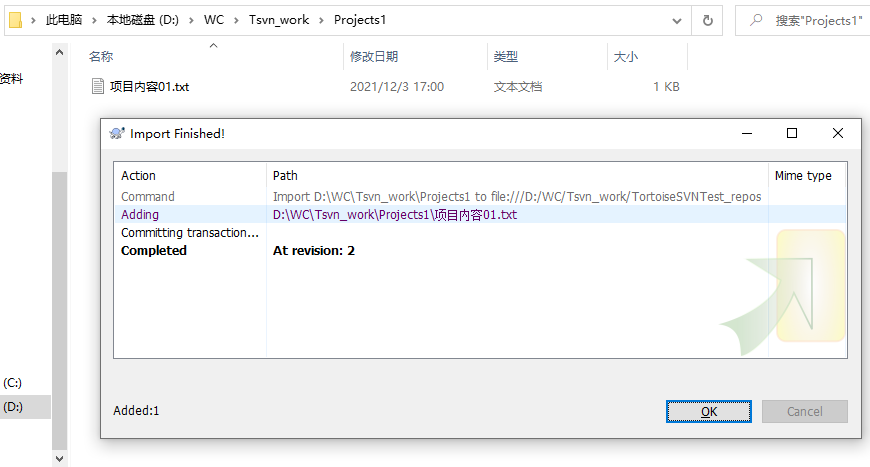 此电脑 > 本地磁盘 (D:) > WC > Tsvn_work > Projects1
搜索"Projects1"
名称 修改日期 类型 大小
资料
项目内容01.txt 2021/12/3 17:00 文本文档 1 KB
Import Finished!
Action Path Mime type
Command Import D:\WC\Tsvn_work\Projects1 to file:///D:/WC/Tsvn_work/TortoiseSVNTest_repos
Adding D:\WC\Tsvn_work\Projects1\项目内容01.txt
Committing transaction...
Completed At revision: 2
(C:)
(D:)
Added:1
OK Cancel